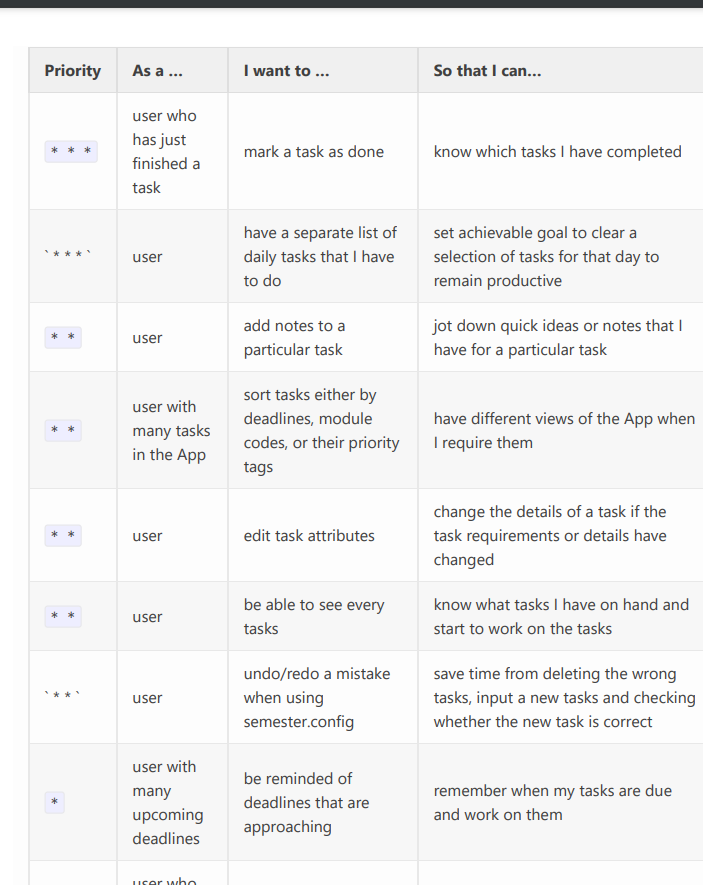 Priority As a ... I want to ... So that I can...
user who
has just
finished a
task
* * *
mark a task as done
know which tasks I have completed
` * * * `
user
have a separate list of
daily tasks that I have
to do
set achievable goal to clear a
selection of tasks for that day to
remain productive
* *
user
add notes to a
particular task
jot down quick ideas or notes that I
have for a particular task
* *
user with
many tasks
in the App
sort tasks either by
deadlines, module
codes, or their priority
tags
have different views of the App when
I require them
* *
user
edit task attributes
change the details of a task if the
task requirements or details have
changed
* *
user
be able to see every
tasks
know what tasks I have on hand and
start to work on the tasks
` * * `
user
undo/redo a mistake
when using
semester.config
save time from deleting the wrong
tasks, input a new tasks and checking
whether the new task is correct
*
user with
many
upcoming
deadlines
be reminded of
deadlines that are
approaching
remember when my tasks are due
and work on them
user who